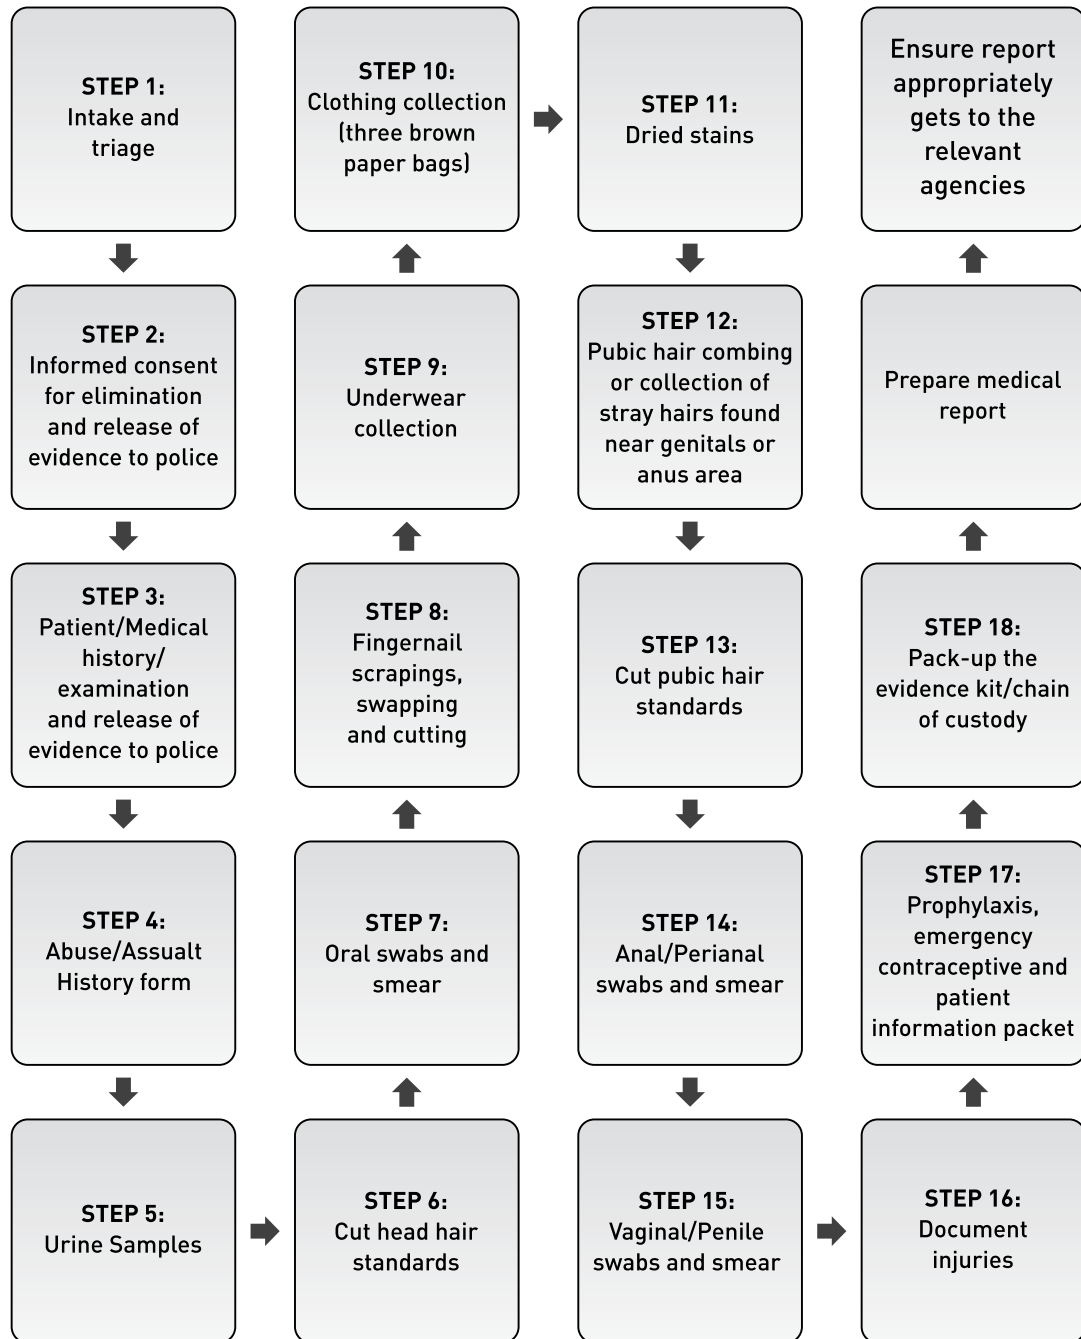 STEP 1:
Intake and
triage
STEP 2:
Informed consent
for elimination
and release of
evidence to police
STEP 3:
Patient/Medical
history/
examination
and release of
evidence to police
STEP 4:
Abuse/Assualt
History form
STEP 5:
Urine Samples
STEP 6:
Cut head hair
standards
STEP 7:
Oral swabs and
smear
STEP 8:
Fingernail
scrapings,
swapping
and cutting
STEP 9:
Underwear
collection
STEP 10:
Clothing collection
(three brown
paper bags)
STEP 11:
Dried stains
STEP 12:
Pubic hair combing
or collection of
stray hairs found
near genitals or
anus area
STEP 13:
Cut pubic hair
standards
STEP 14:
Anal/Perianal
swabs and smear
STEP 15:
Vaginal/Penile
swabs and smear
STEP 16:
Document
injuries
STEP 17:
Prophylaxis,
emergency
contraceptive and
patient
information packet
STEP 18:
Pack-up the
evidence kit/chain
of custody
Prepare medical
report
Ensure report
appropriately
gets to the
relevant
agencies